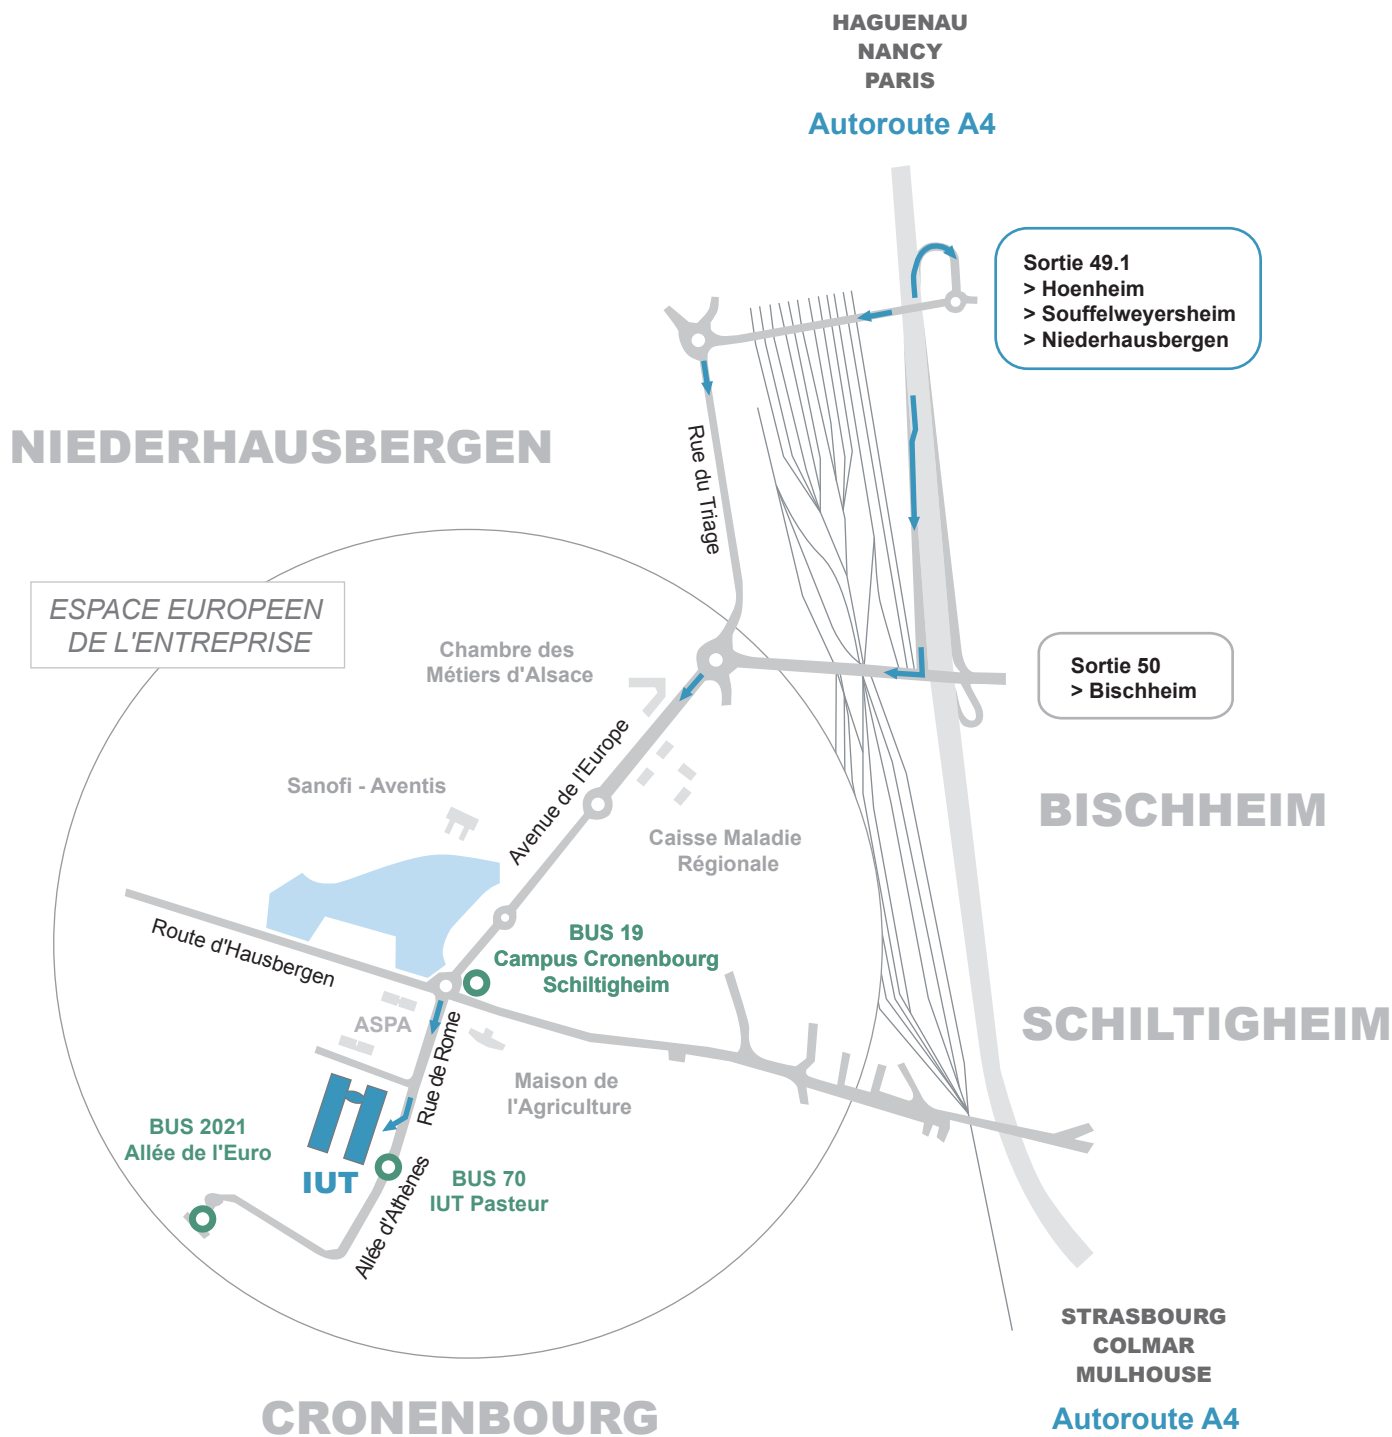 HAGUENAU
NANCY
PARIS
Autoroute A4
Sortie 49.1
> Hoenheim
> Souffelweyersheim
> Niederhausbergen
NIEDERHAUSBERGEN
Rue du Triage
ESPACE EUROPEEN
DE L'ENTREPRISE
Chambre des
Métiers d'Alsace
Sortie 50
> Bischheim
Avenue de l'Europe
Sanofi - Aventis
BISCHHEIM
Caisse Maladie
Régionale
Route d'Hausbergen
BUS 19
Campus Cronenbourg
Schiltigheim
SCHILTIGHEIM
ASPA
Rue de Rome
Maison de
l'Agriculture
BUS 2021
Allée de l'Euro
IUT
BUS 70
IUT Pasteur
Allée d'Athènes
STRASBOURG
COLMAR
MULHOUSE
Autoroute A4
CRONENBOURG